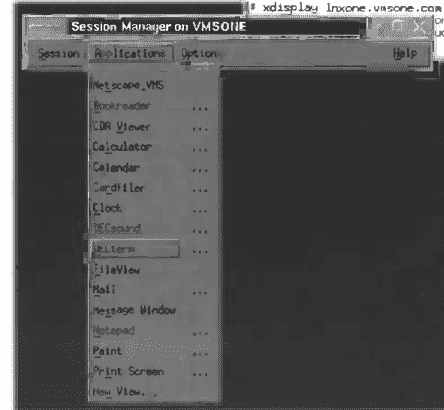 # xdisplay lnxone.vmsone.com
Session Manager on VMSONE
Session Applications Option Help
Netscape_VMS
Bookreader ...
CDA Viewer ...
Calculator ...
Calendar ...
Cardfiler ...
Clock ...
DECsound ...
DECterm ...
FileView
Mail ...
Message Window
Notepad ...
Paint ...
Print Screen ...
New View. .